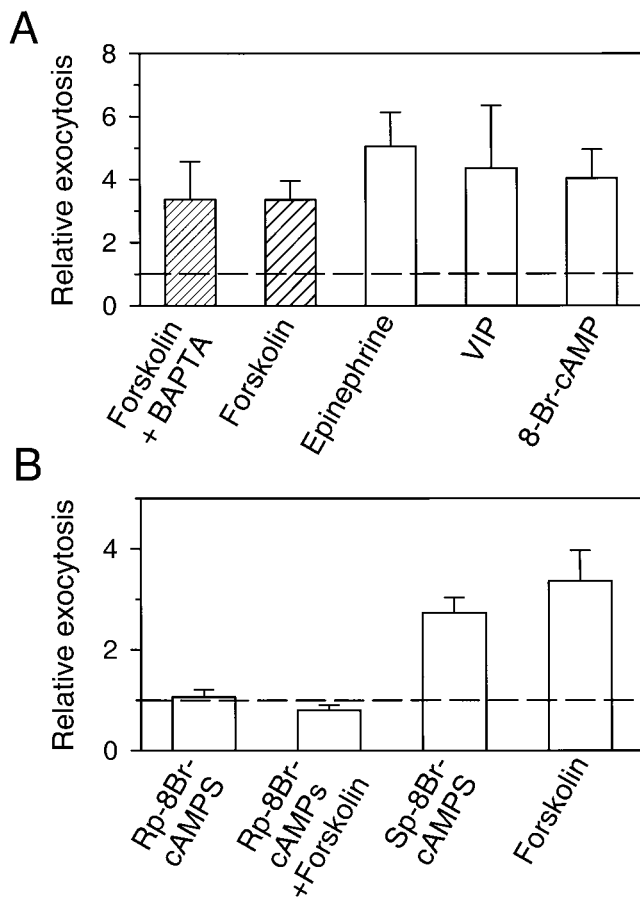 A
Relative exocytosis
8
6
4
2
0
Forskolin
+ BAPTA
Forskolin
Epinephrine
VIP
8-Br-cAMP
B
Relative exocytosis
4
2
0
Rp-8Br-
cAMPS
Rp-8Br-
cAMPs
+Forskolin
Sp-8Br-
cAMPS
Forskolin